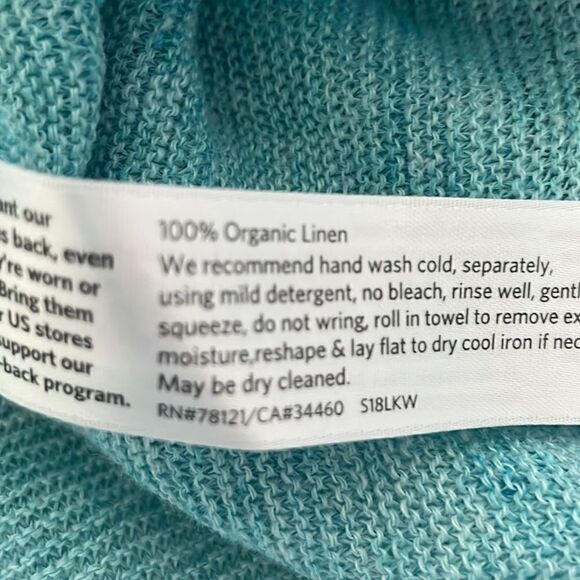 ant our
s back, even
're worn or
Bring them
r US stores
support our
-back program.
100% Organic Linen
We recommend hand wash cold, separately,
using mild detergent, no bleach, rinse well, gentl
squeeze, do not wring, roll in towel to remove ex
moisture,reshape & lay flat to dry cool iron if nec
May be dry cleaned.
RN#78121/CA#34460 S18LKW